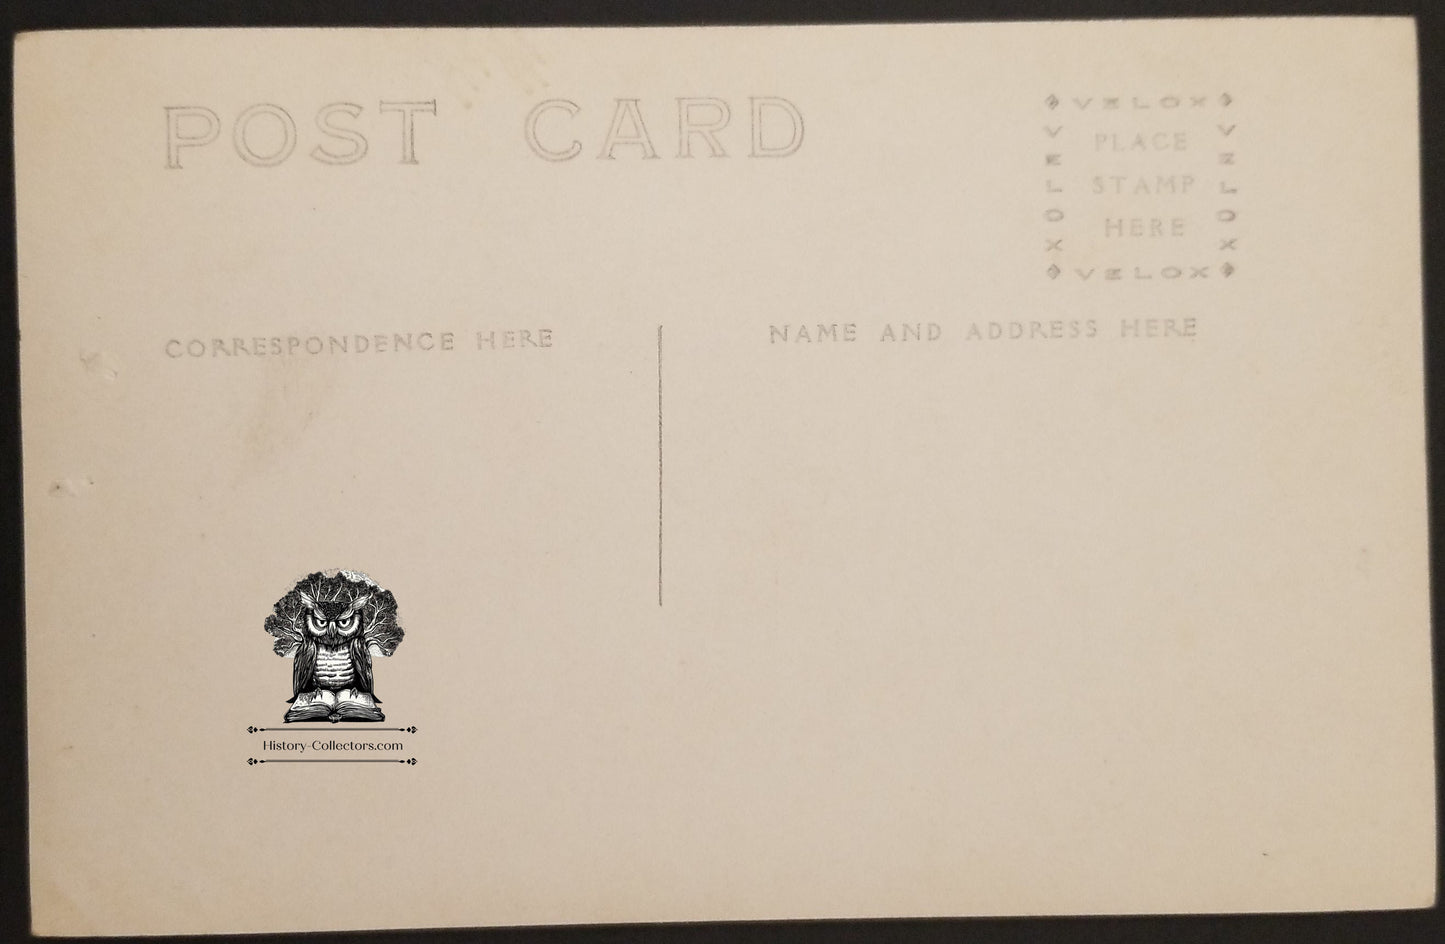 POST CARD
◆ VELOX ◆
VELOX
PLACE
STAMP
HERE
VELOX
◆ VELOX ◆
CORRESPONDENCE HERE
NAME AND ADDRESS HERE
History-Collectors.com